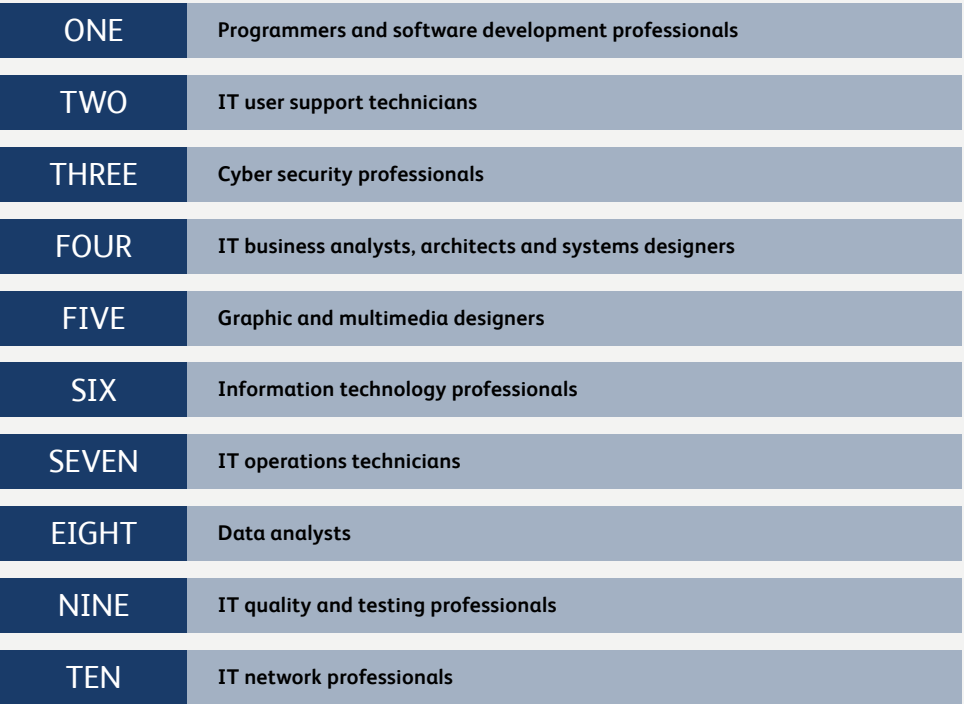 ONE Programmers and software development professionals
TWO IT user support technicians
THREE Cyber security professionals
FOUR IT business analysts, architects and systems designers
FIVE Graphic and multimedia designers
SIX Information technology professionals
SEVEN IT operations technicians
EIGHT Data analysts
NINE IT quality and testing professionals
TEN IT network professionals